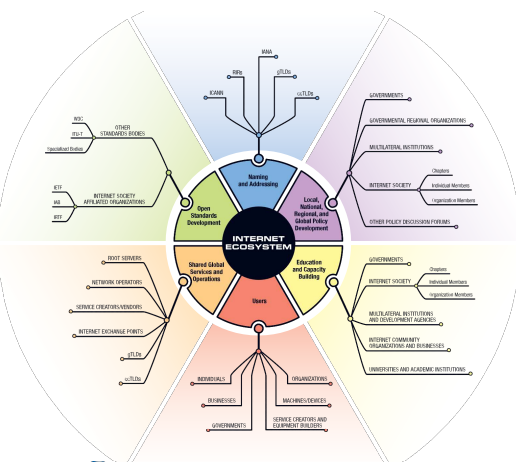 IANA
RIRs
gTLDs
ICANN
ccTLDs
W3C
ITU-T
Specialized Bodies
OTHER
STANDARDS BODIES
IETF
IAB
IRTF
INTERNET SOCIETY
AFFILIATED ORGANIZATIONS
GOVERNMENTS
GOVERNMENTAL REGIONAL ORGANIZATIONS
MULTILATERAL INSTITUTIONS
INTERNET SOCIETY
Chapters
Individual Members
Organization Members
OTHER POLICY DISCUSSION FORUMS
Naming
and Addressing
Open
Standards
Development
Local,
National,
Regional, and
Global Policy
Development
INTERNET
ECOSYSTEM
Shared Global
Services and
Operations
Education
and Capacity
Building
Users
ROOT SERVERS
NETWORK OPERATORS
SERVICE CREATORS/VENDORS
INTERNET EXCHANGE POINTS
gTLDs
ccTLDs
GOVERNMENTS
INTERNET SOCIETY
Chapters
Individual Members
Organization Members
MULTILATERAL INSTITUTIONS
AND DEVELOPMENT AGENCIES
INTERNET COMMUNITY
ORGANIZATIONS AND BUSINESSES
UNIVERSITIES AND ACADEMIC INSTITUTIONS
INDIVIDUALS
ORGANIZATIONS
BUSINESSES
MACHINES/DEVICES
GOVERNMENTS
SERVICE CREATORS AND
EQUIPMENT BUILDERS